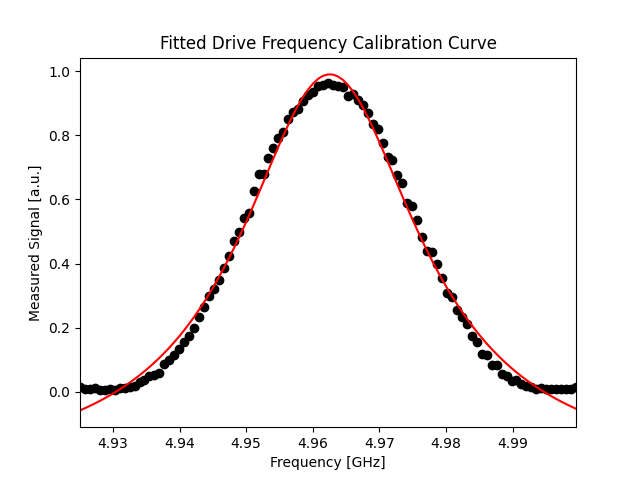 Fitted Drive Frequency Calibration Curve
1.0
0.8
0.6
0.4
0.2
0.0
Measured Signal [a.u.]
4.93 4.94 4.95 4.96 4.97 4.98 4.99
Frequency [GHz]